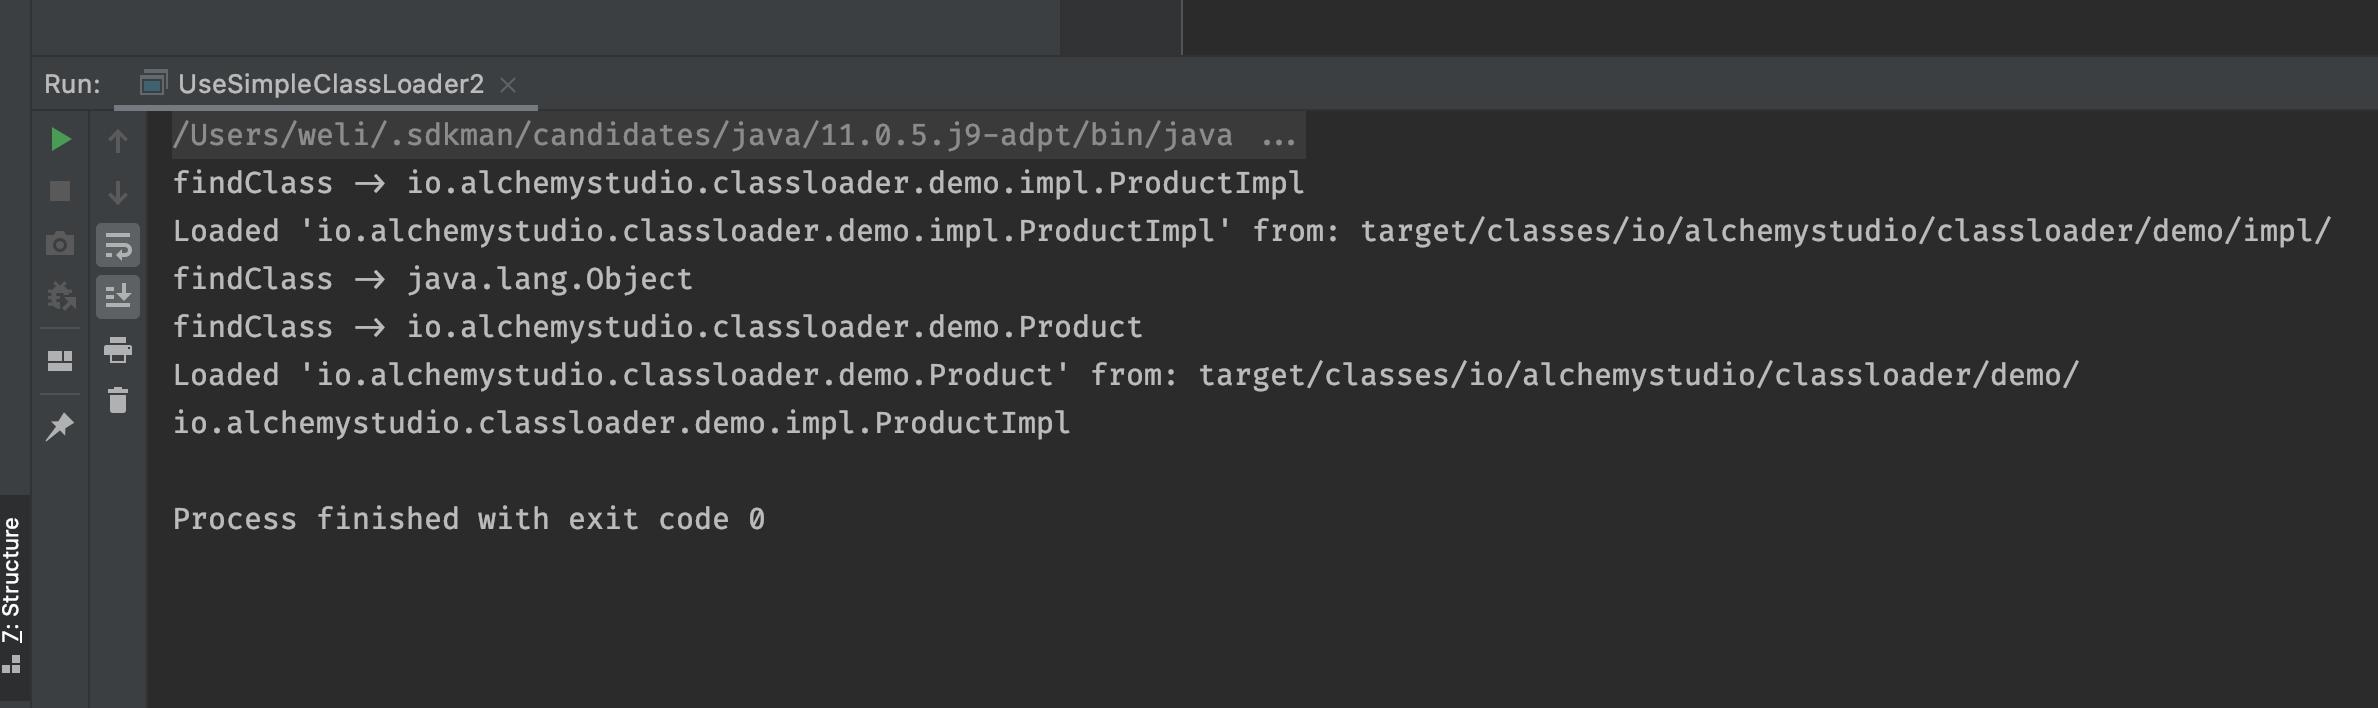 Run: UseSimpleClassLoader2
/Users/weli/.sdkman/candidates/java/11.0.5.j9-adpt/bin/java ...
findClass -> io.alchemystudio.classloader.demo.impl.ProductImpl
Loaded 'io.alchemystudio.classloader.demo.impl.ProductImpl' from: target/classes/io/alchemystudio/classloader/demo/impl/
findClass -> java.lang.Object
findClass -> io.alchemystudio.classloader.demo.Product
Loaded 'io.alchemystudio.classloader.demo.Product' from: target/classes/io/alchemystudio/classloader/demo/
io.alchemystudio.classloader.demo.impl.ProductImpl
Process finished with exit code 0
7: Structure